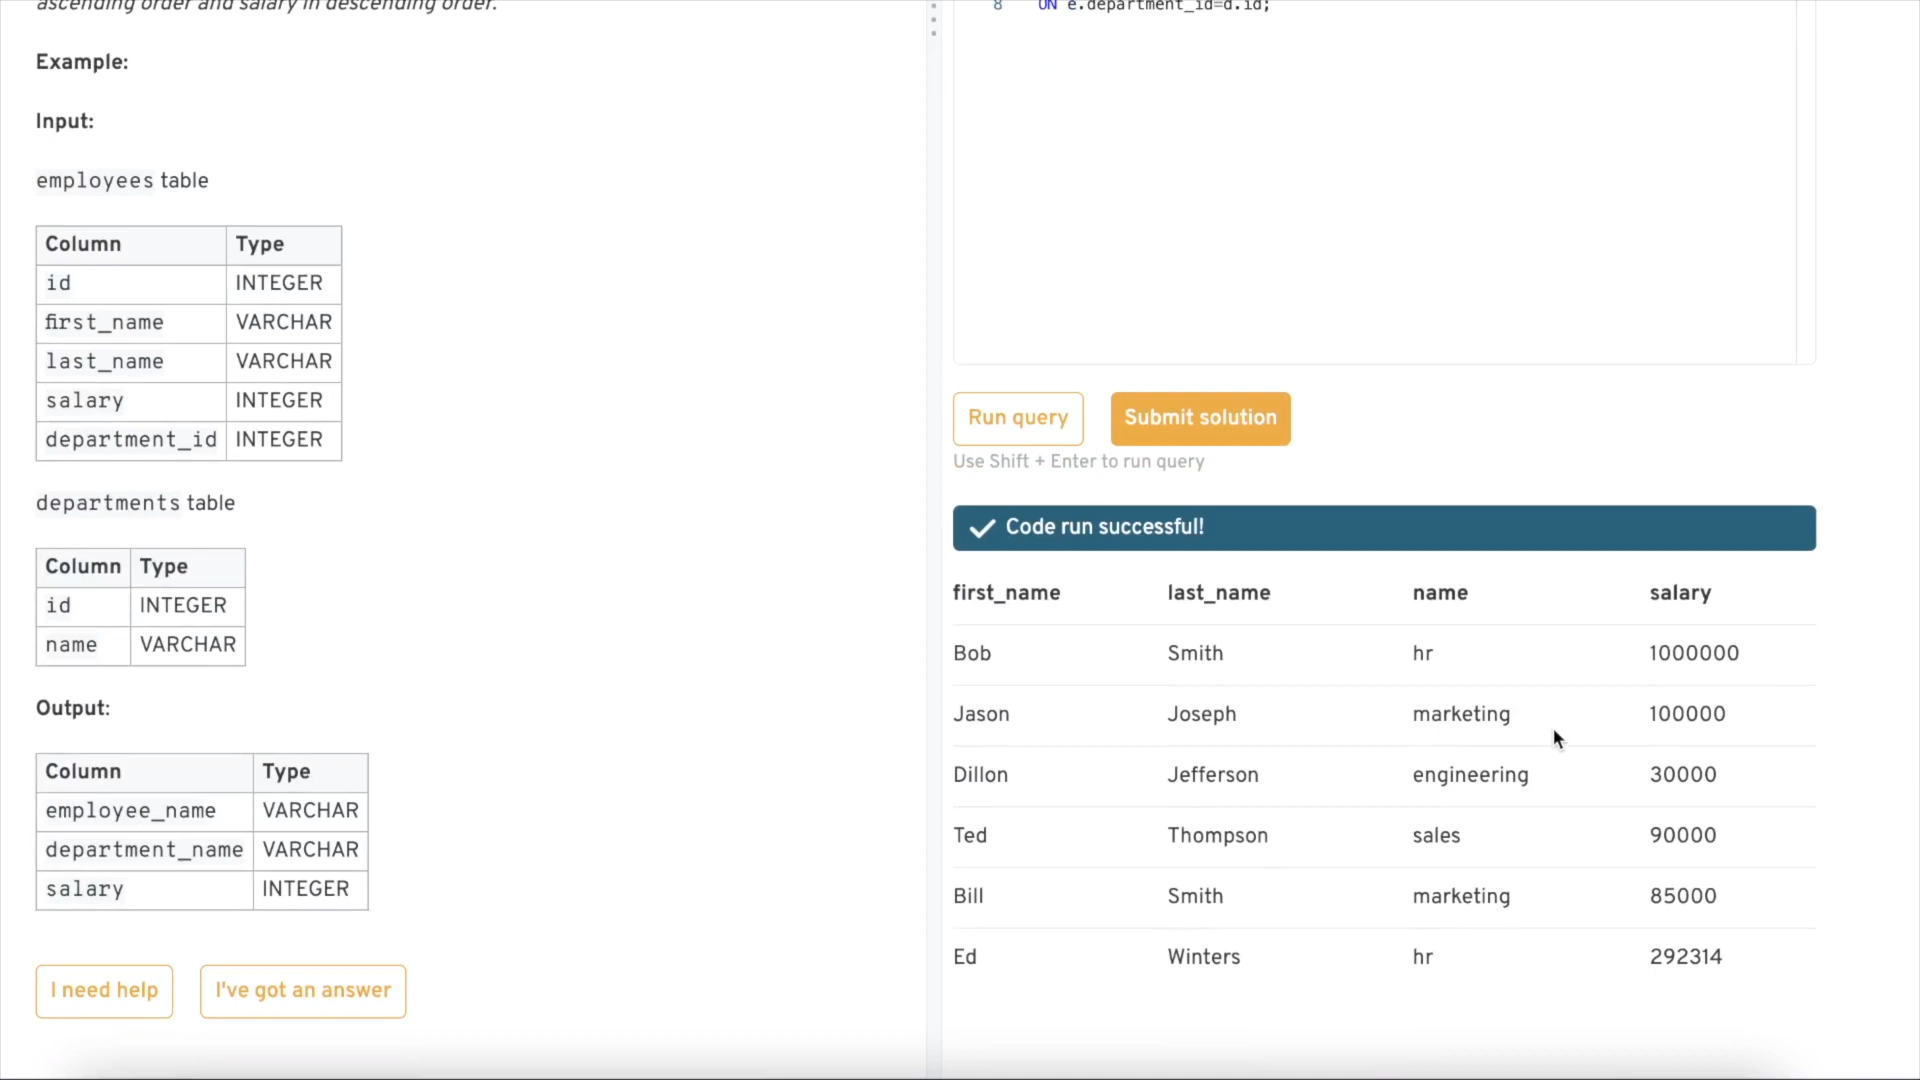 ascending order and salary in descending order.
Example:
Input:
employees table
Column Type
id INTEGER
first_name VARCHAR
last_name VARCHAR
salary INTEGER
department_id INTEGER
departments table
Column Type
id INTEGER
name VARCHAR
Output:
Column Type
employee_name VARCHAR
department_name VARCHAR
salary INTEGER
I need help I've got an answer
8 ON e.department_id=d.id;
Run query Submit solution
Use Shift + Enter to run query
Code run successful!
first_name last_name name salary
Bob Smith hr 1000000
Jason Joseph marketing 100000
Dillon Jefferson engineering 30000
Ted Thompson sales 90000
Bill Smith marketing 85000
Ed Winters hr 292314